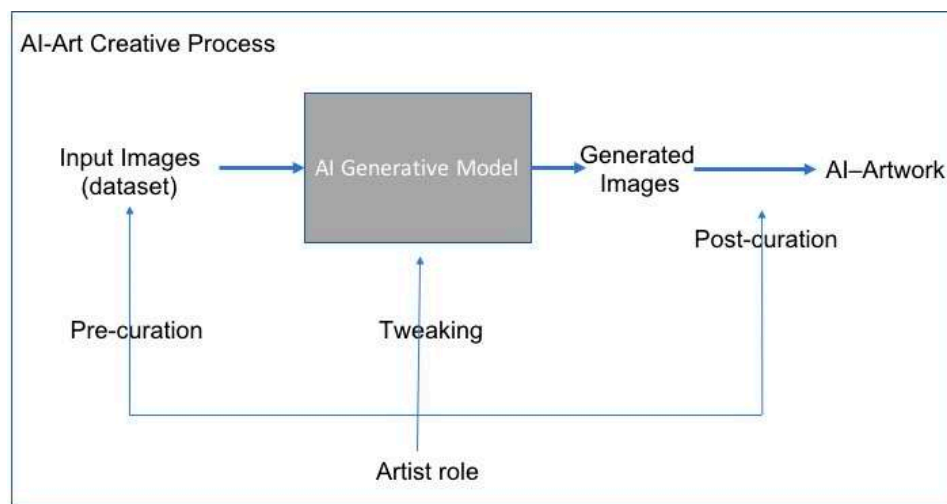 AI-Art Creative Process
Input Images
(dataset)
AI Generative Model
Generated
Images
AI–Artwork
Post-curation
Pre-curation
Tweaking
Artist role